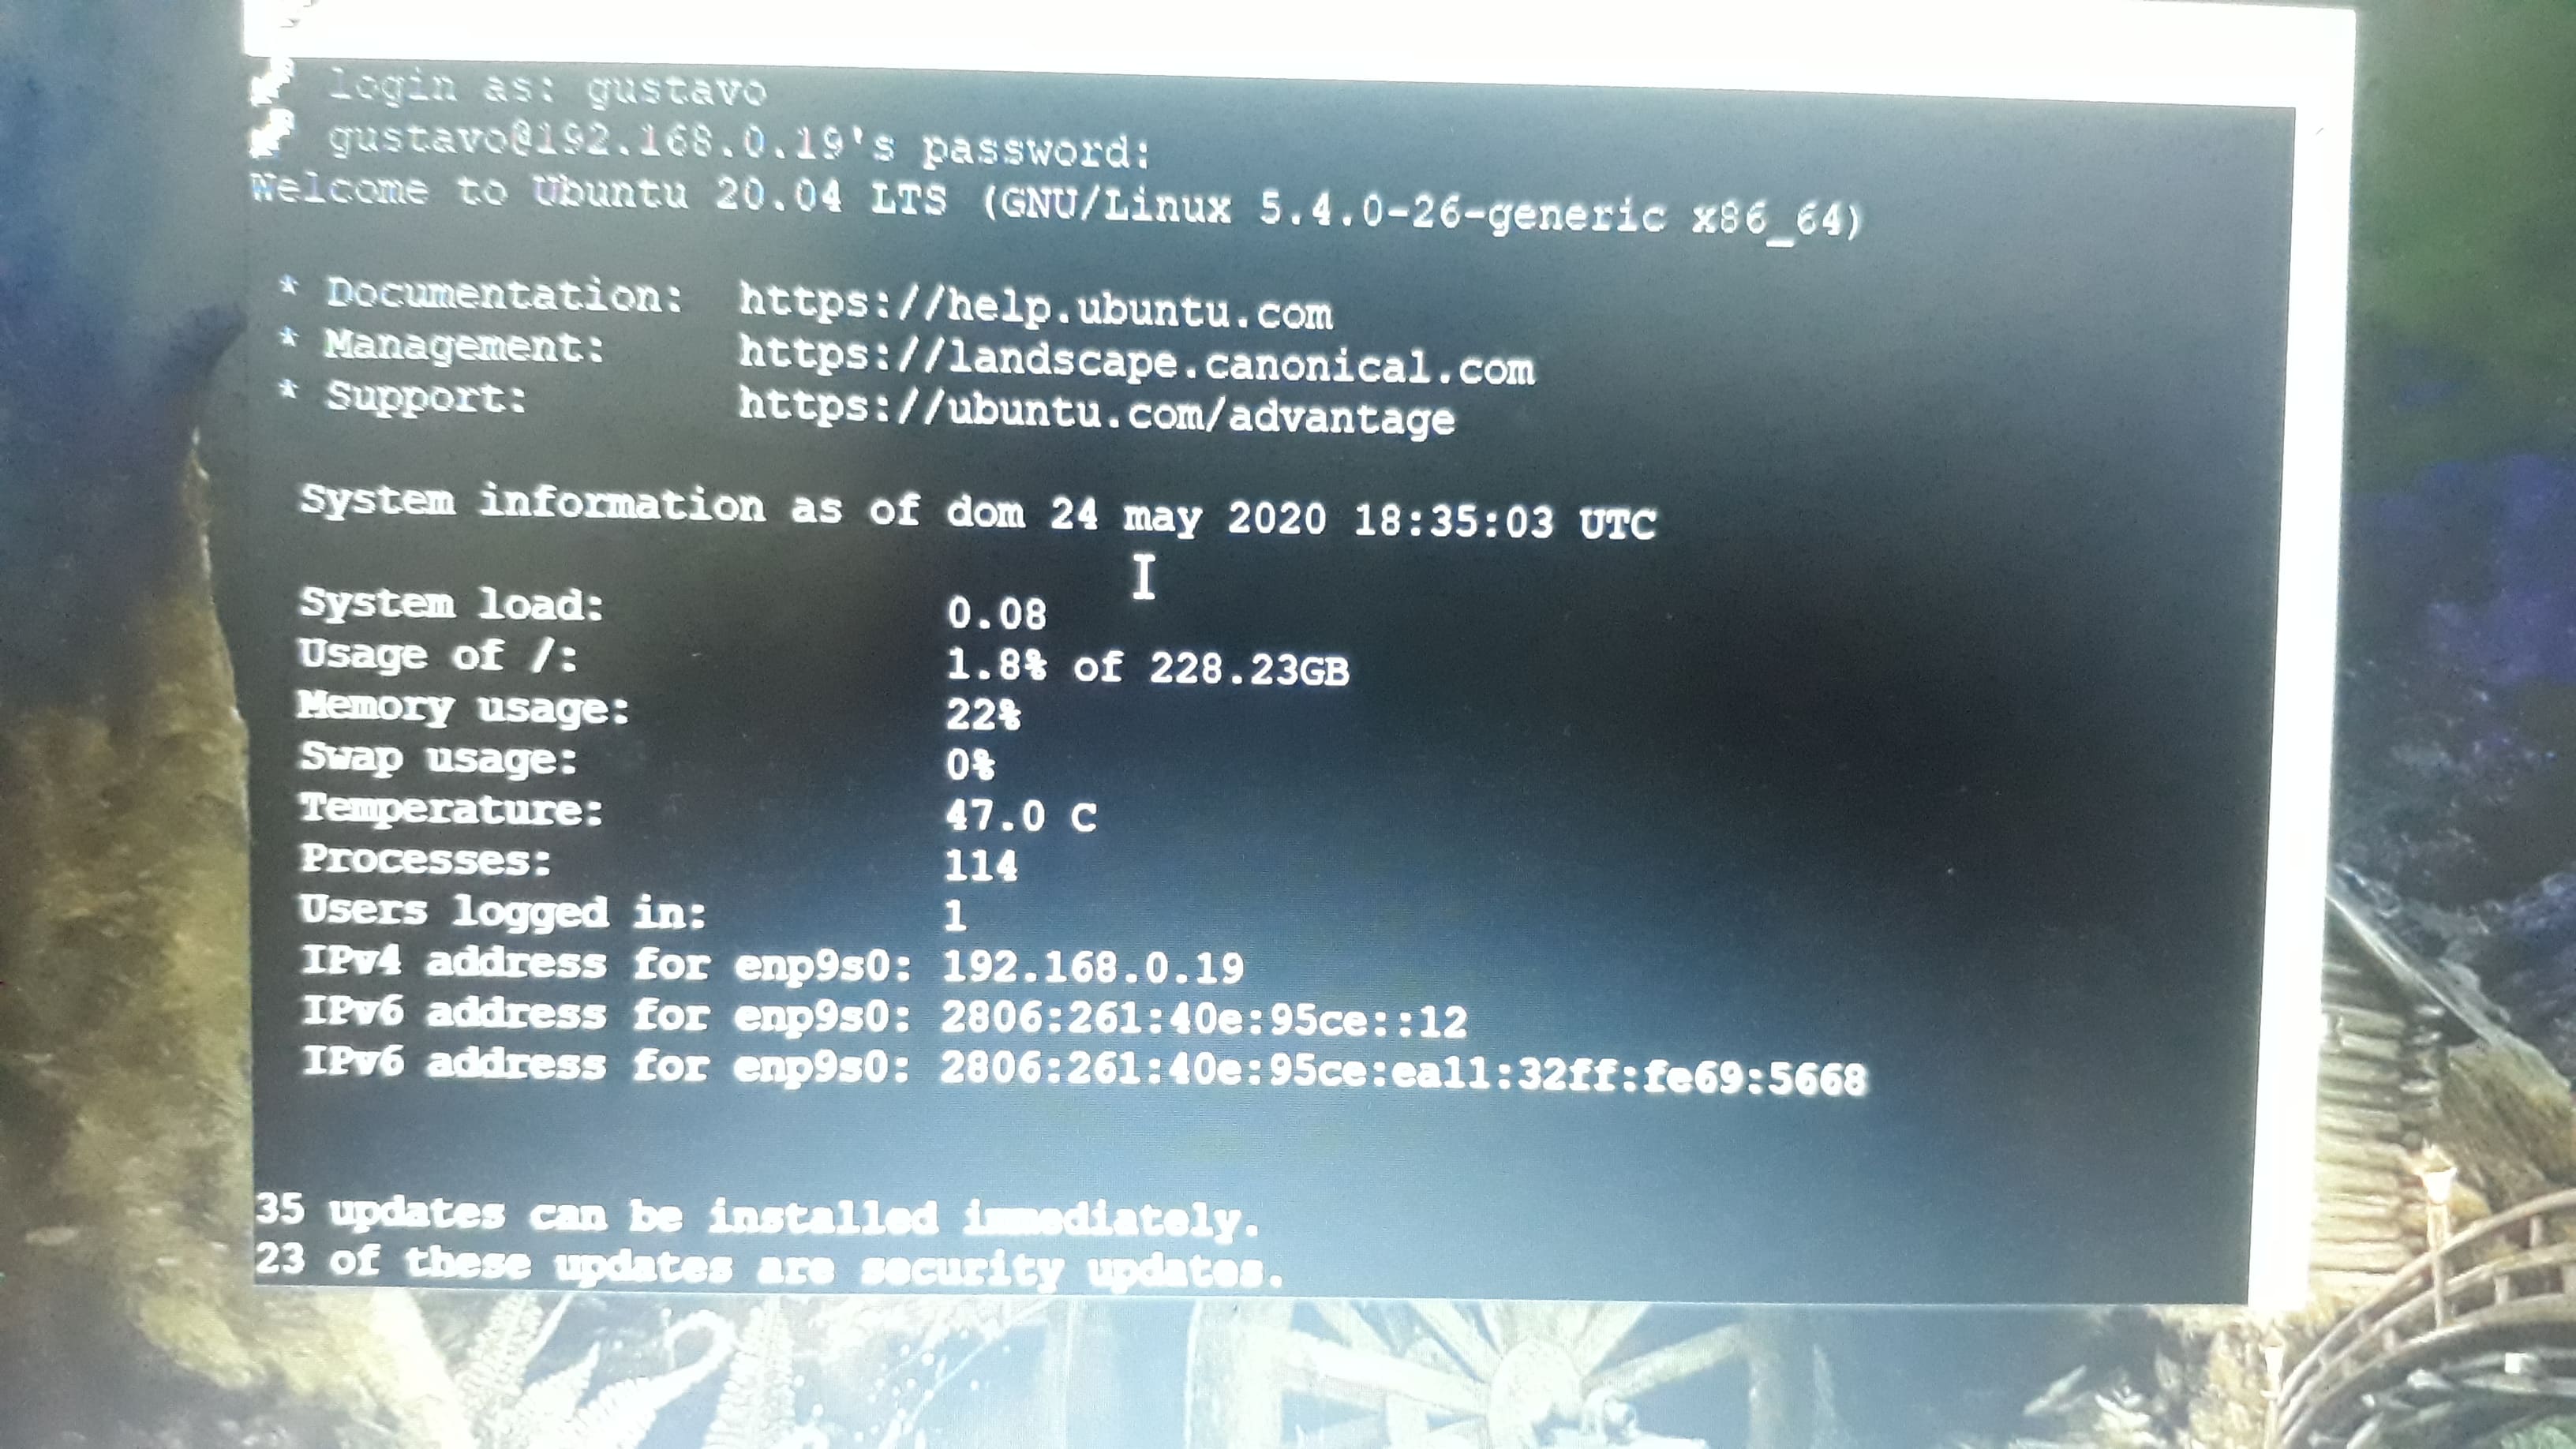 login as: gustavo
gustavo@192.168.0.19's password:
Welcome to Ubuntu 20.04 LTS (GNU/Linux 5.4.0-26-generic x86_64)
* Documentation: https://help.ubuntu.com
* Management: https://landscape.canonical.com
* Support: https://ubuntu.com/advantage
System information as of dom 24 may 2020 18:35:03 UTC
System load: 0.08
Usage of /: 1.8% of 228.23GB
Memory usage: 22%
Swap usage: 0%
Temperature: 47.0 C
Processes: 114
Users logged in: 1
IPv4 address for enp9s0: 192.168.0.19
IPv6 address for enp9s0: 2806:261:40e:95ce::12
IPv6 address for enp9s0: 2806:261:40e:95ce:ea11:32ff:fe69:5668
35 updates can be installed immediately.
23 of these updates are security updates.